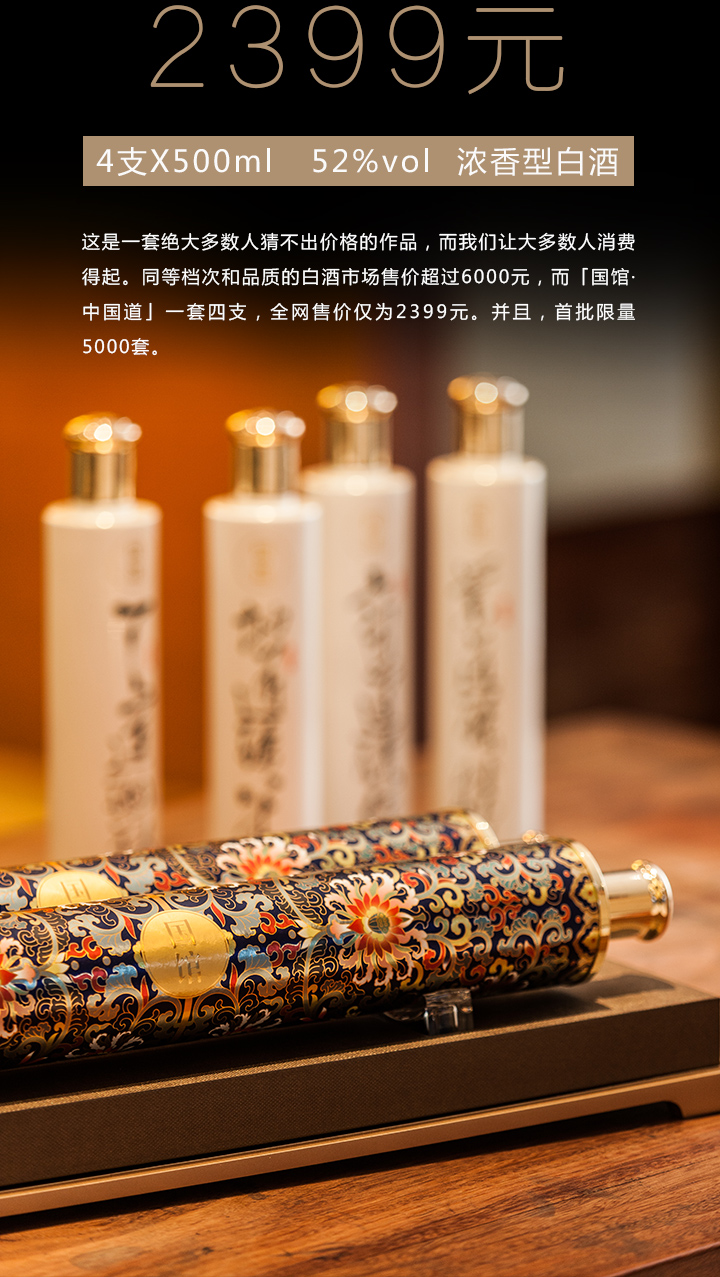 2399元
4支X500ml 52%vol 浓香型白酒
这是一套绝大多数人猜不出价格的作品，而我们让大多数人消费
得起。同等档次和品质的白酒市场售价超过6000元，而「国馆·
中国道」一套四支，全网售价仅为2399元。并且，首批限量
5000套。